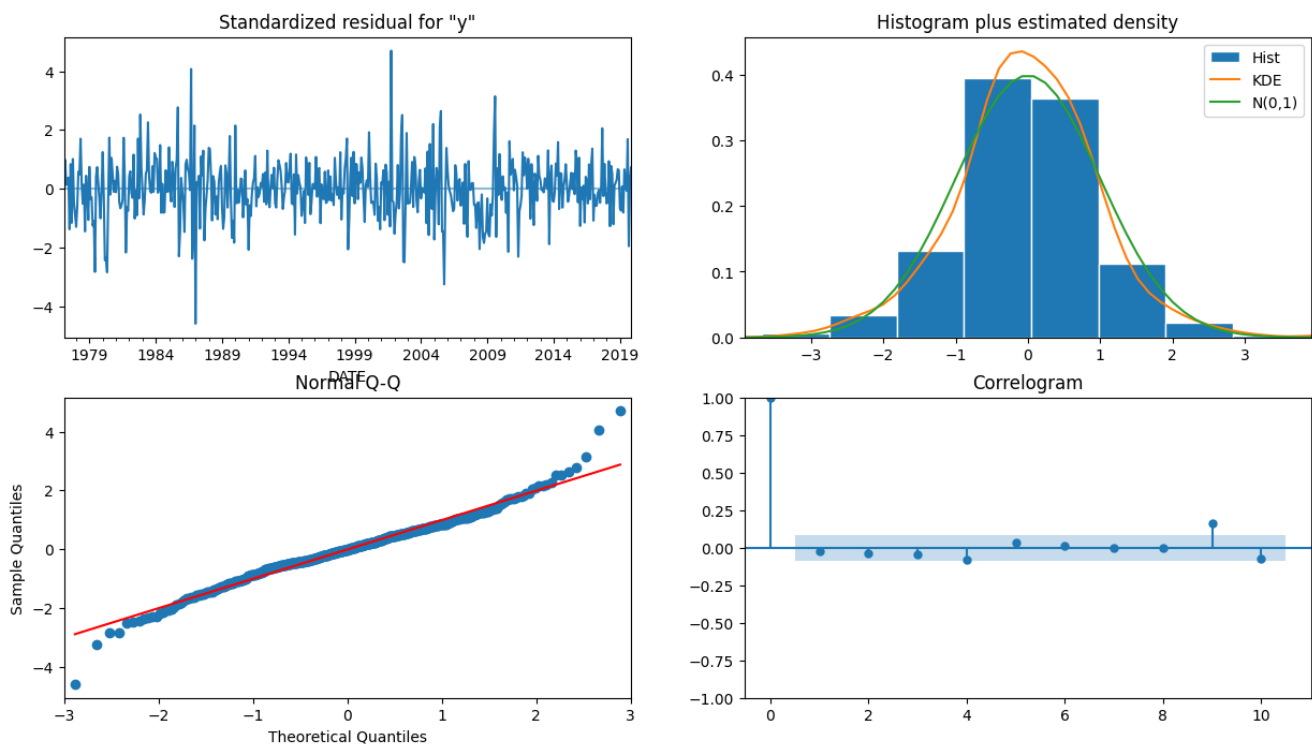 Standardized residual for "y"
4
2
0
−2
−4
1979 1984 1989 1994 1999 2004 2009 2014 2019
DATE
Histogram plus estimated density
Hist
KDE
N(0,1)
0.4
0.3
0.2
0.1
0.0
−3 −2 −1 0 1 2 3
Normal Q-Q
Sample Quantiles
4
2
0
−2
−4
−3 −2 −1 0 1 2 3
Theoretical Quantiles
Correlogram
1.00
0.75
0.50
0.25
0.00
−0.25
−0.50
−0.75
−1.00
0 2 4 6 8 10